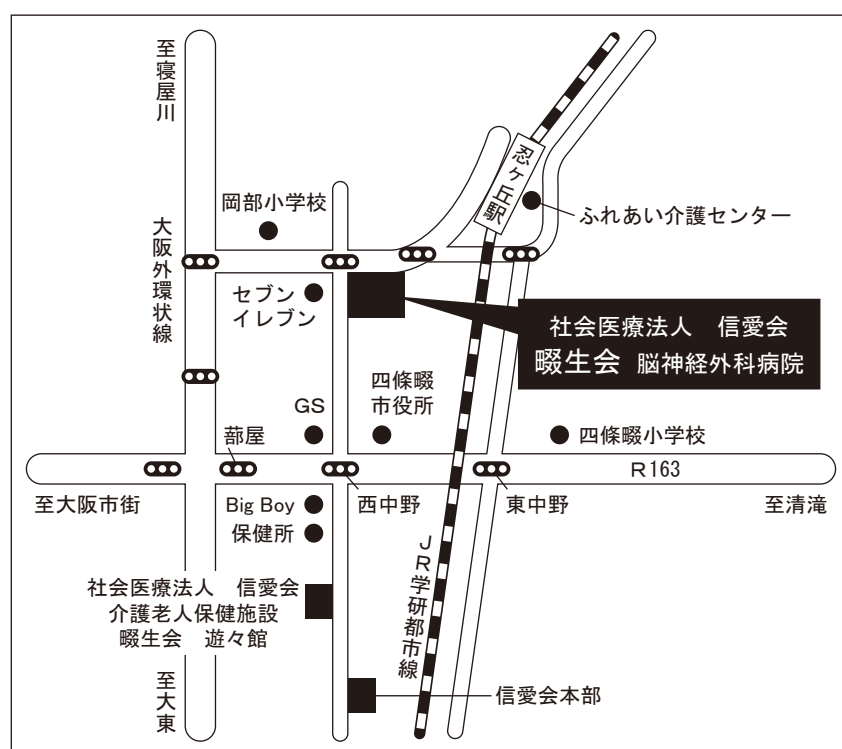 至寝屋川
大阪外環状線
岡部小学校
忍ヶ丘駅
ふれあい介護センター
セブン
イレブン
社会医療法人　信愛会
畷生会 脳神経外科病院
四條畷
市役所
GS
蔀屋
四條畷小学校
R163
至大阪市街
Big Boy
保健所
西中野
東中野
至清滝
JR学研都市線
社会医療法人　信愛会
介護老人保健施設
畷生会　遊々館
至大東
信愛会本部